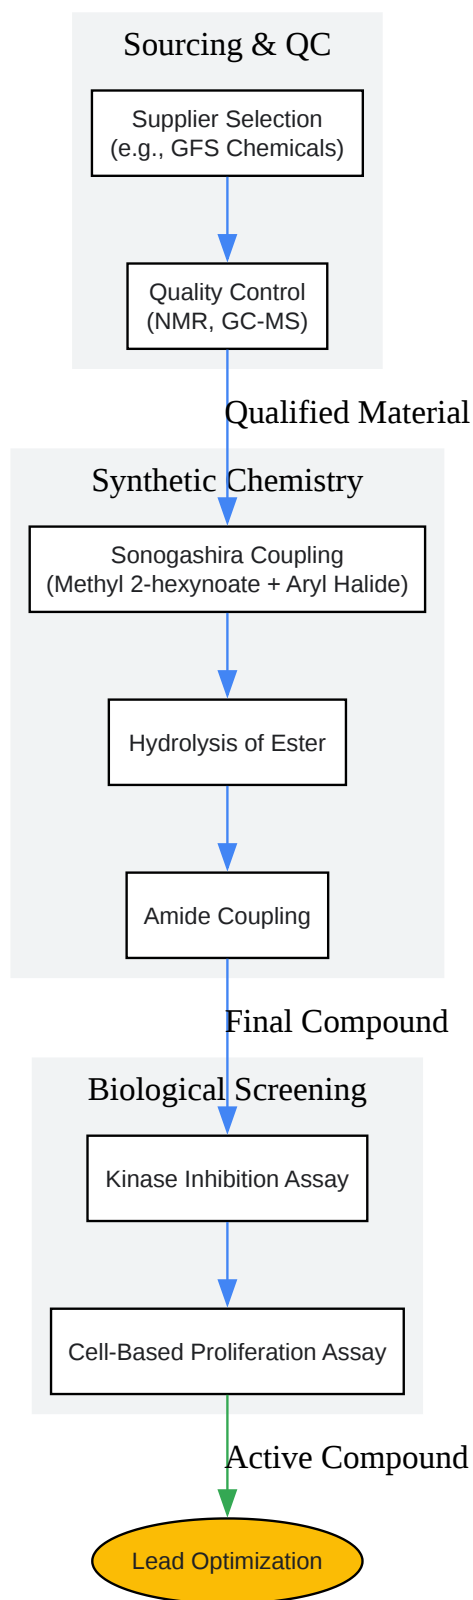 Sourcing & QC
Supplier Selection
(e.g., GFS Chemicals)
Quality Control
(NMR, GC-MS)
Qualified Material
Synthetic Chemistry
Sonogashira Coupling
(Methyl 2-hexynoate + Aryl Halide)
Hydrolysis of Ester
Amide Coupling
Final Compound
Biological Screening
Kinase Inhibition Assay
Cell-Based Proliferation Assay
Active Compound
Lead Optimization